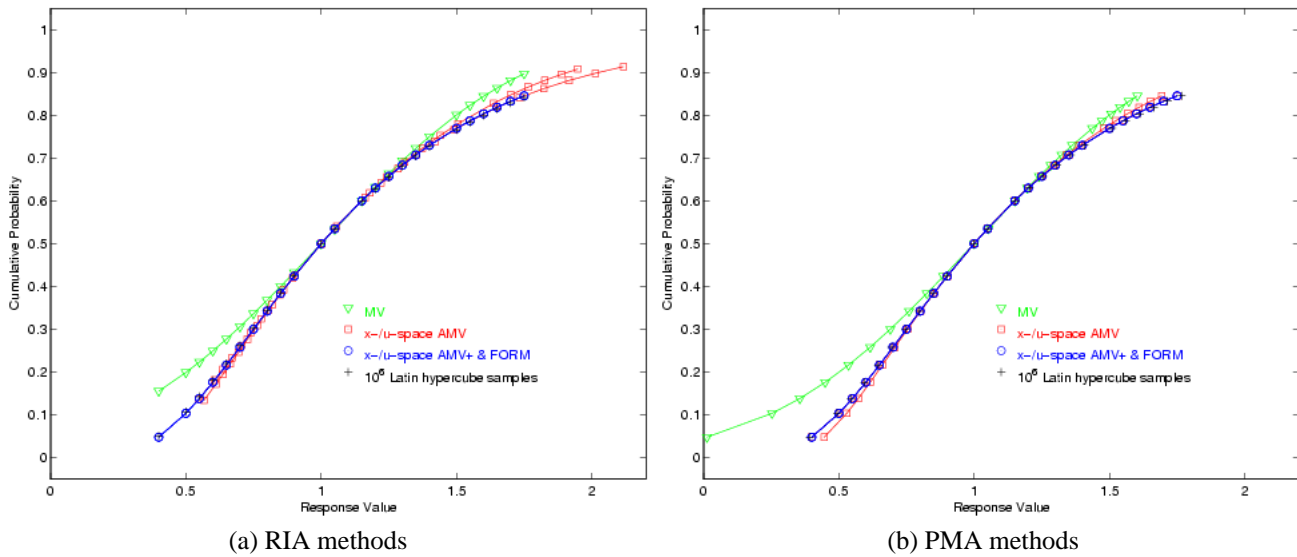 1
0.9
0.8
0.7
0.6
0.5
0.4
0.3
0.2
0.1
0
Cumulative Probability
MV
x-/u-space AMV
x-/u-space AMV+ & FORM
10^6 Latin hypercube samples
0
0.5
1
1.5
2
Response Value
(a) RIA methods
1
0.9
0.8
0.7
0.6
0.5
0.4
0.3
0.2
0.1
0
Cumulative Probability
MV
x-/u-space AMV
x-/u-space AMV+ & FORM
10^6 Latin hypercube samples
0
0.5
1
1.5
2
Response Value
(b) PMA methods